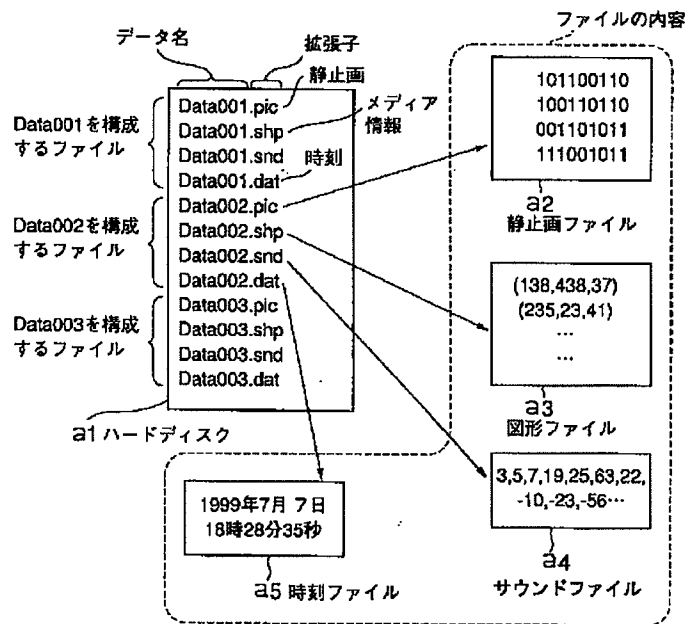 ファイルの内容
データ名
拡張子
静止画
メディア
情報
時刻
Data001を構成
するファイル
Data002を構成
するファイル
Data003を構成
するファイル
Data001.pic
Data001.shp
Data001.snd
Data001.dat
Data002.pic
Data002.shp
Data002.snd
Data002.dat
Data003.pic
Data003.shp
Data003.snd
Data003.dat
a1 ハードディスク
101100110
100110110
001101011
111001011
a2
静止画ファイル
(138,438,37)
(235,23,41)
…
…
a3
図形ファイル
3,5,7,19,25,63,22,
-10,-23,-56…
a4
サウンドファイル
1999年7月 7日
18時28分35秒
a5 時刻ファイル